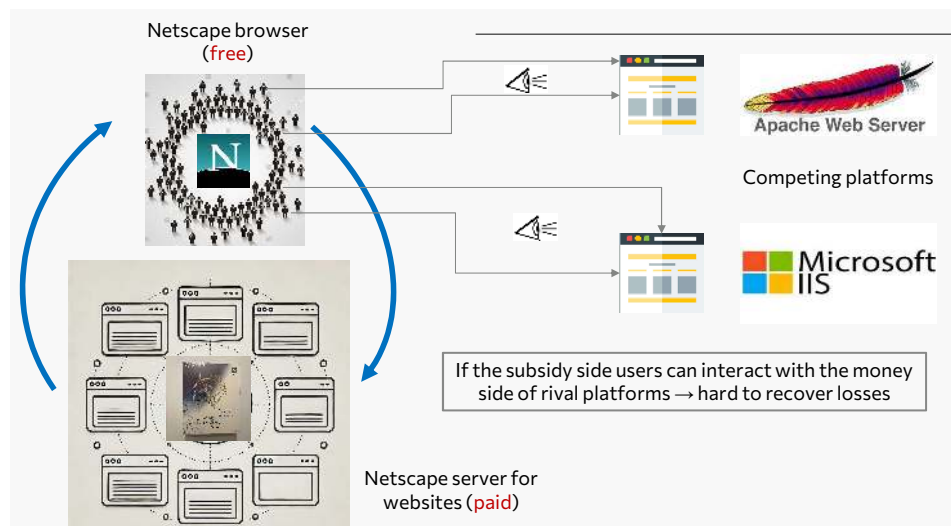 Netscape browser
(free)
N
Apache Web Server
Competing platforms
Microsoft
IIS
If the subsidy side users can interact with the money
side of rival platforms → hard to recover losses
Netscape server for
websites (paid)